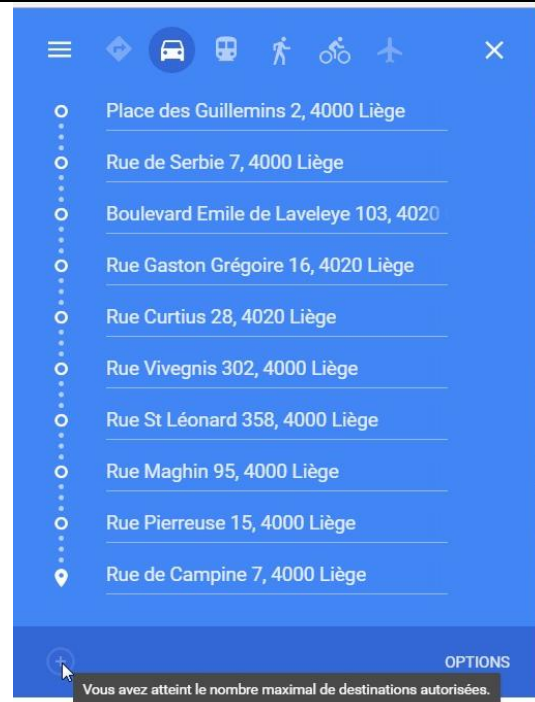 Place des Guillemins 2, 4000 Liège
Rue de Serbie 7, 4000 Liège
Boulevard Emile de Laveleye 103, 4020
Rue Gaston Grégoire 16, 4020 Liège
Rue Curtius 28, 4020 Liège
Rue Vivegnis 302, 4000 Liège
Rue St Léonard 358, 4000 Liège
Rue Maghin 95, 4000 Liège
Rue Pierreuse 15, 4000 Liège
Rue de Campine 7, 4000 Liège
OPTIONS
Vous avez atteint le nombre maximal de destinations autorisées.